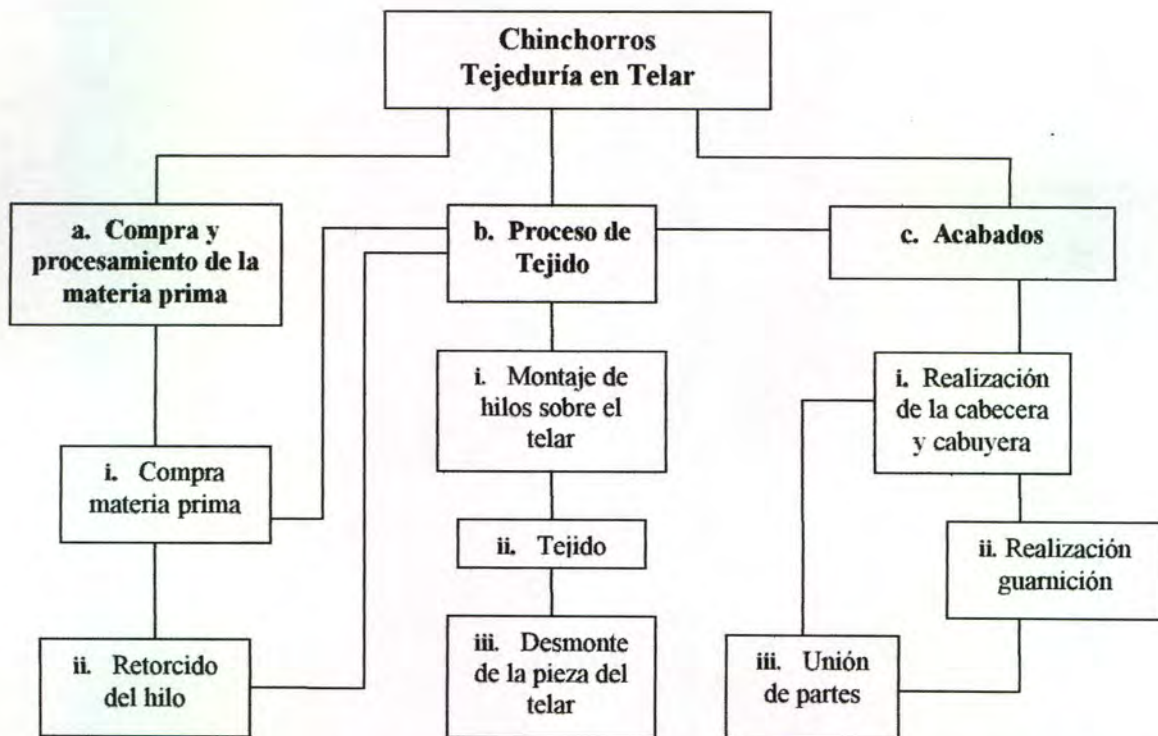 Chinchorros
Tejeduría en Telar
a. Compra y
procesamiento de la
materia prima
b. Proceso de
Tejido
c. Acabados
i. Compra
materia prima
ii. Retorcido
del hilo
i. Montaje de
hilos sobre el
telar
ii. Tejido
iii. Desmonte
de la pieza del
telar
i. Realización
de la cabecera
y cabuyera
ii. Realización
guarnición
iii. Unión
de partes